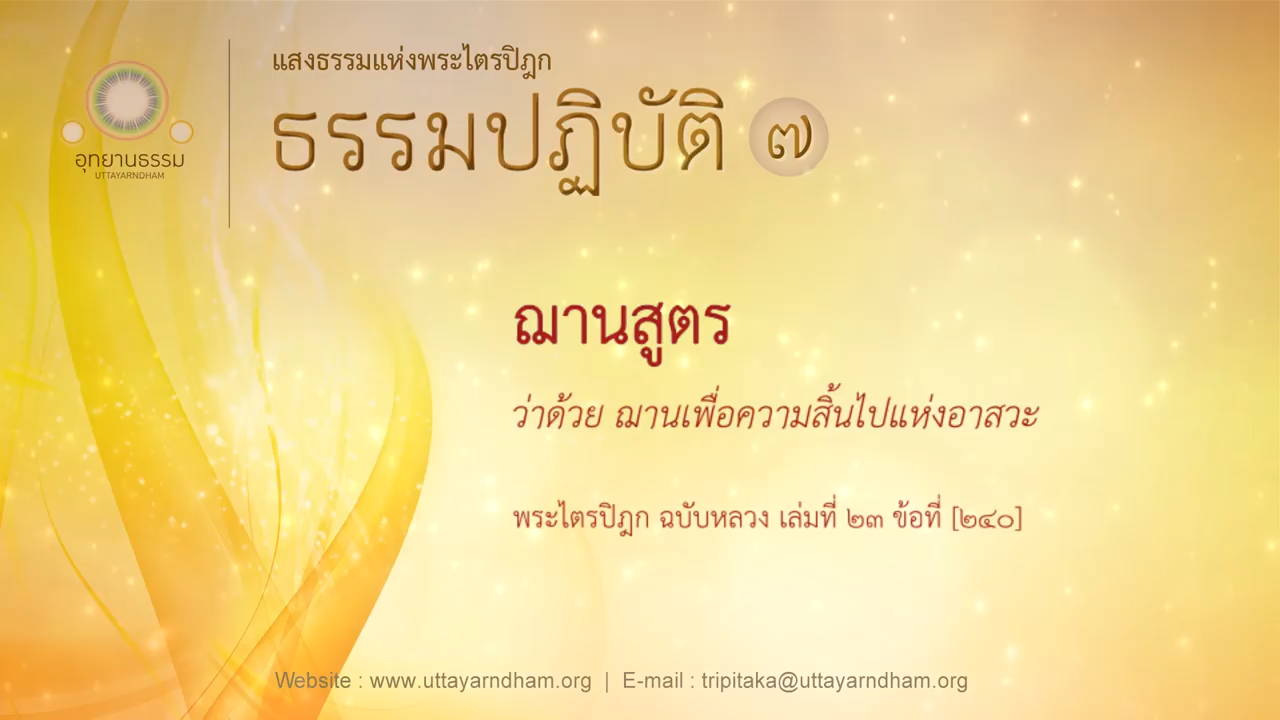 อุทยานธรรม
UTTAYARNDHAM
แสงธรรมแห่งพระไตรปิฎก
ธรรมปฏิบัติ ๗
ฌานสูตร
ว่าด้วย ฌานเพื่อความสิ้นไปแห่งอาสวะ
พระไตรปิฎก ฉบับหลวง เล่มที่ ๒๓ ข้อที่ [๒๔๐]
Website : www.uttayarndham.org | E-mail : tripitaka@uttayarndham.org